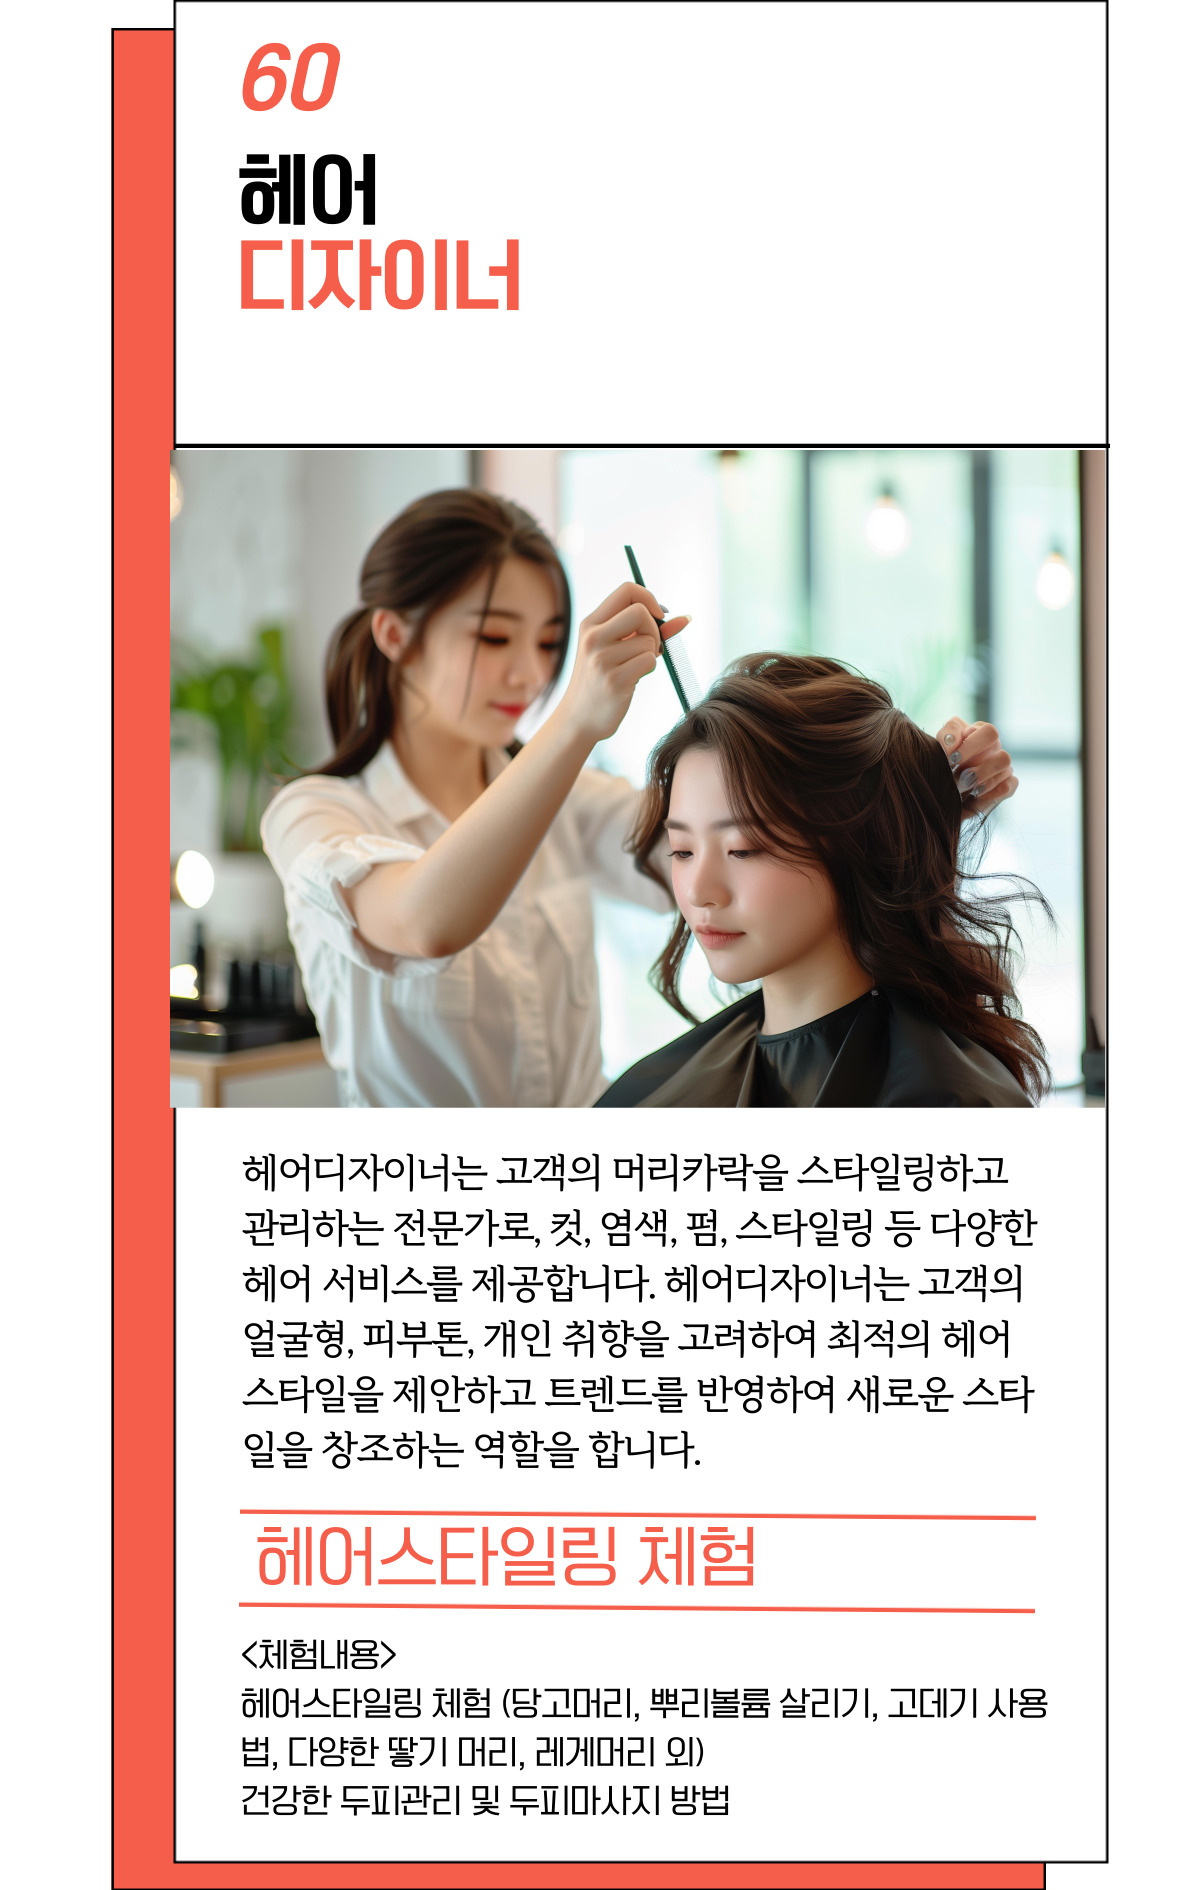 60
헤어
디자이너
헤어디자이너는 고객의 머리카락을 스타일링하고
관리하는 전문가로, 컷, 염색, 펌, 스타일링 등 다양한
헤어 서비스를 제공합니다. 헤어디자이너는 고객의
얼굴형, 피부톤, 개인 취향을 고려하여 최적의 헤어
스타일을 제안하고 트렌드를 반영하여 새로운 스타
일을 창조하는 역할을 합니다.
헤어스타일링 체험
<체험내용>
헤어스타일링 체험 (당고머리, 뿌리볼륨 살리기, 고데기 사용
법, 다양한 땋기 머리, 레게머리 외)
건강한 두피관리 및 두피마사지 방법